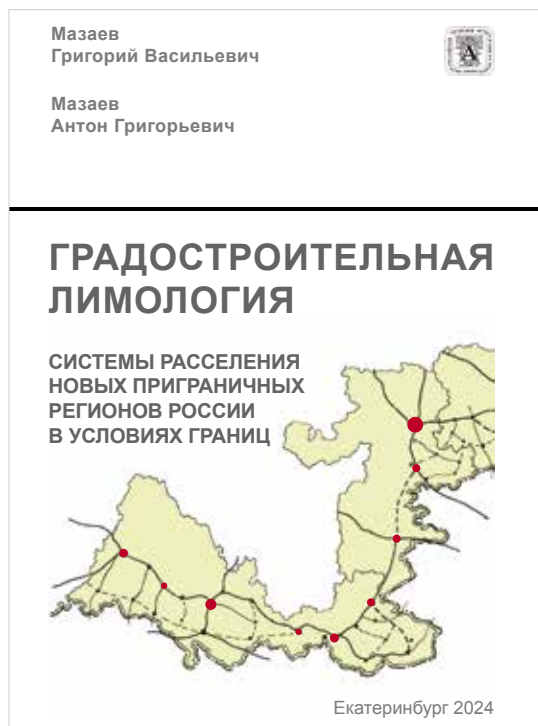 Мазаев
Григорий Васильевич
Мазаев
Антон Григорьевич
ГРАДОСТРОИТЕЛЬНАЯ
ЛИМОЛОГИЯ
СИСТЕМЫ РАССЕЛЕНИЯ
НОВЫХ ПРИГРАНИЧНЫХ
РЕГИОНОВ РОССИИ
В УСЛОВИЯХ ГРАНИЦ
Екатеринбург 2024